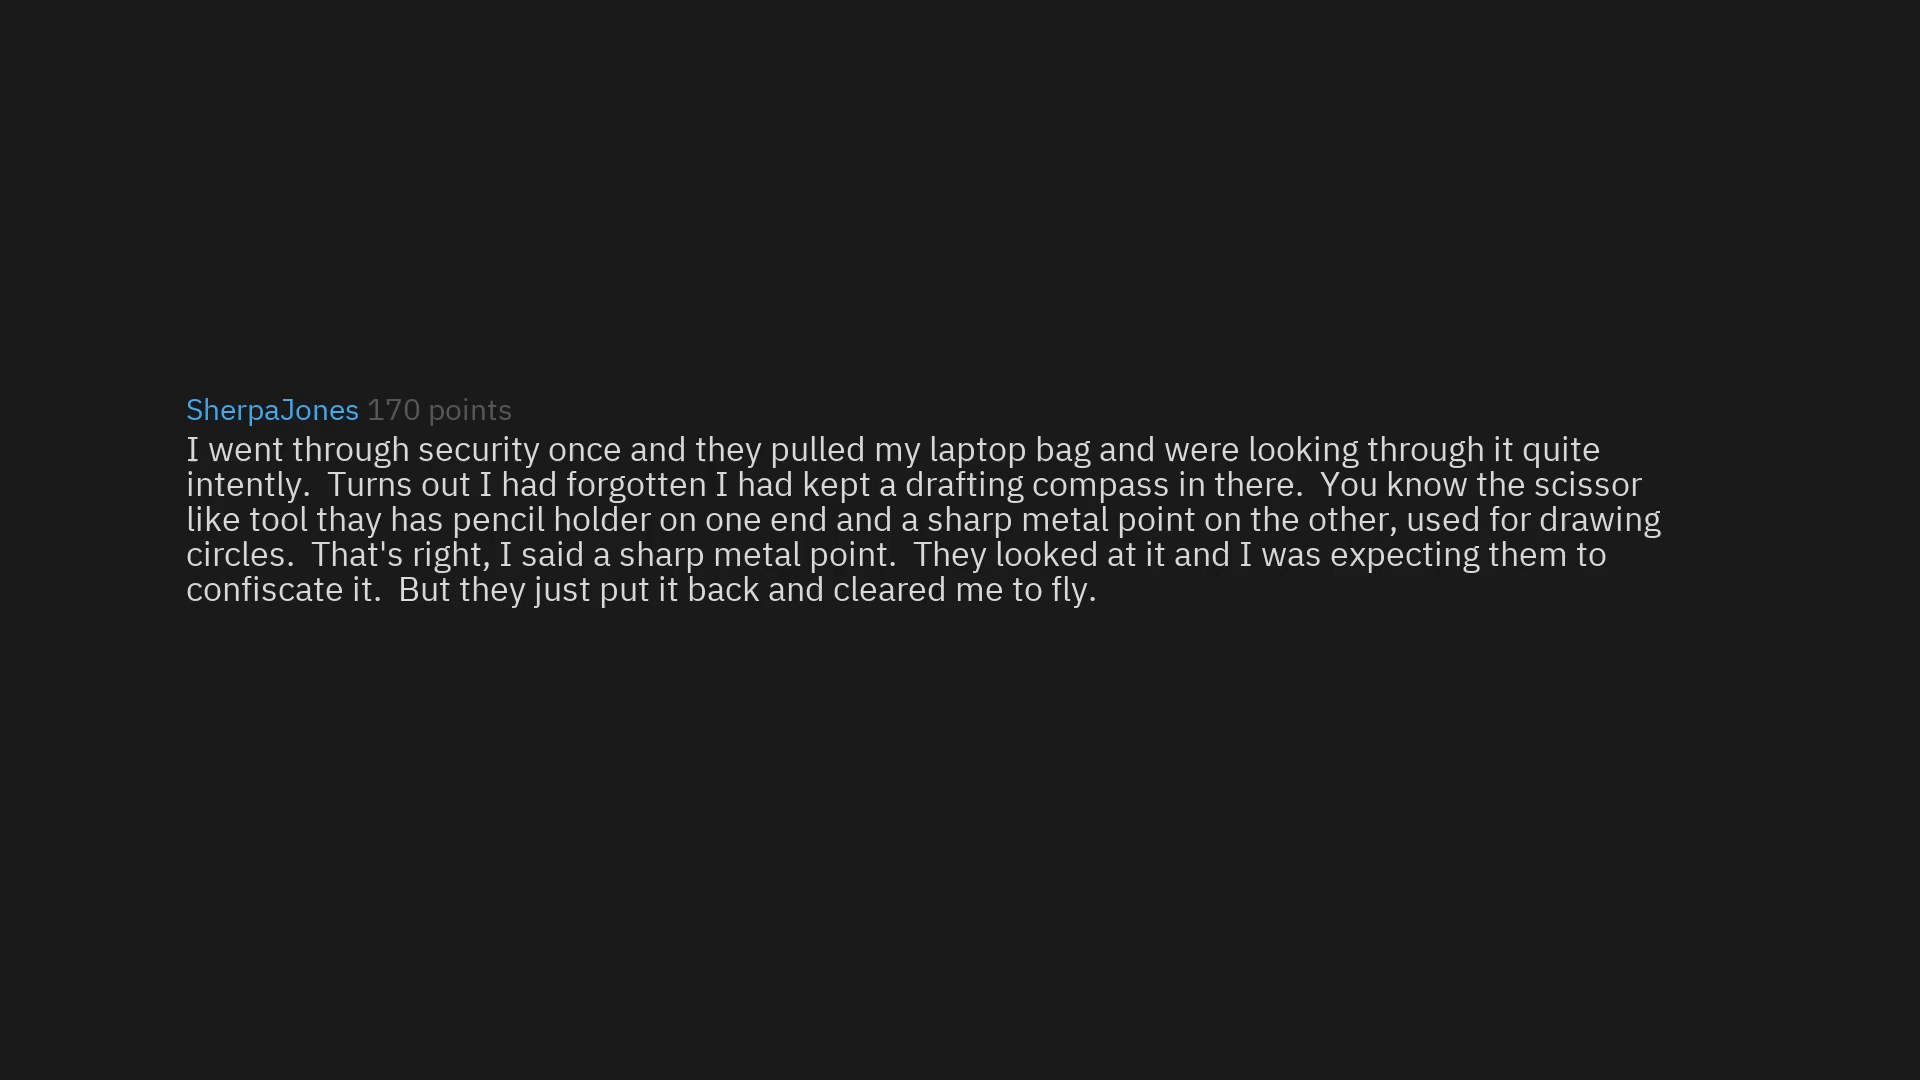 SherpaJones 170 points
I went through security once and they pulled my laptop bag and were looking through it quite
intently.  Turns out I had forgotten I had kept a drafting compass in there.  You know the scissor
like tool thay has pencil holder on one end and a sharp metal point on the other, used for drawing
circles.  That's right, I said a sharp metal point.  They looked at it and I was expecting them to
confiscate it.  But they just put it back and cleared me to fly.